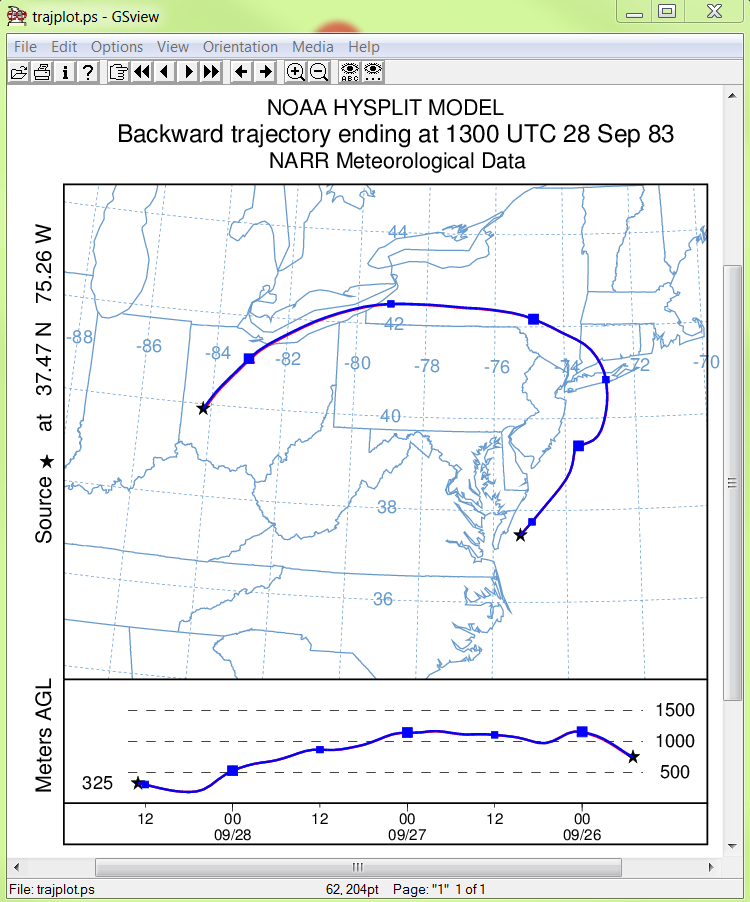 trajplot.ps - GSview
File Edit Options View Orientation Media Help
ABC
NOAA HYSPLIT MODEL
Backward trajectory ending at 1300 UTC 28 Sep 83
NARR Meteorological Data
Source ★ at 37.47 N 75.26 W
44
42
-88 -86 -84 -82 -80 -78 -76 -74 -72 -70
40
38
36
Meters AGL
1500
1000
500
325
12 00 12 00 12 00
09/28 09/27 09/26
File: trajplot.ps 62, 204pt Page: "1" 1 of 1